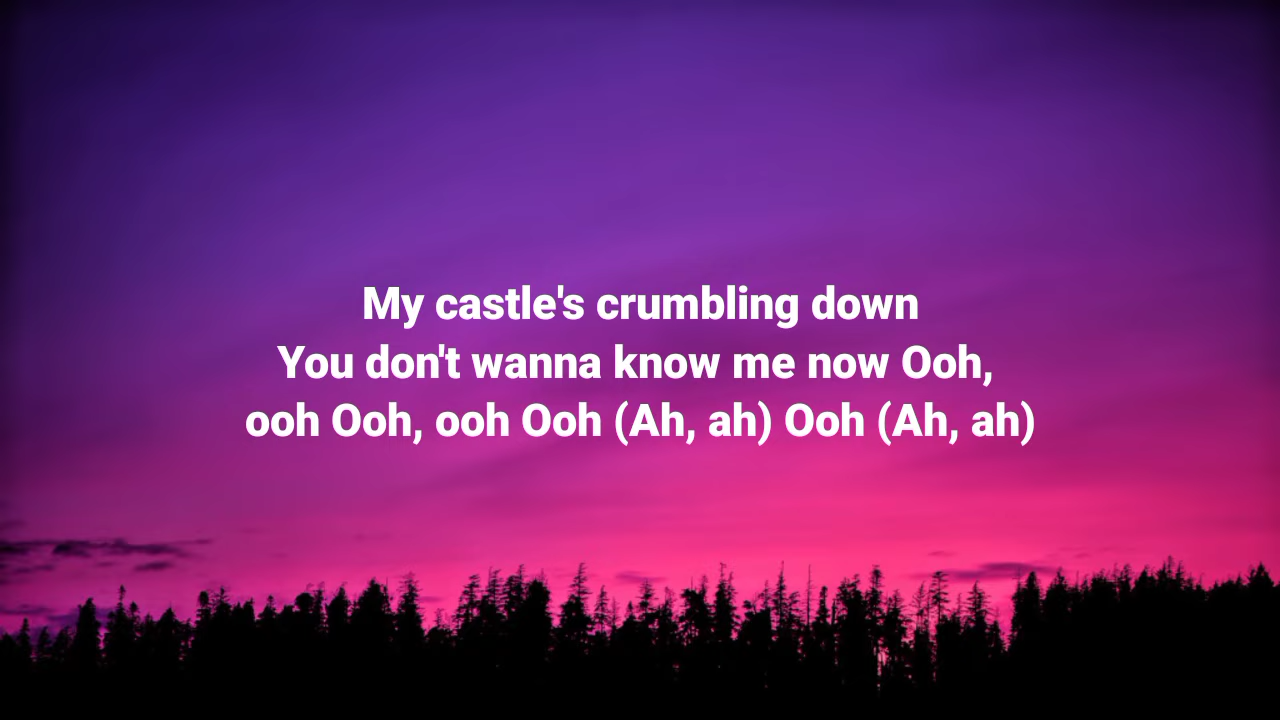 My castle's crumbling down
You don't wanna know me now Ooh,
ooh Ooh, ooh Ooh (Ah, ah) Ooh (Ah, ah)